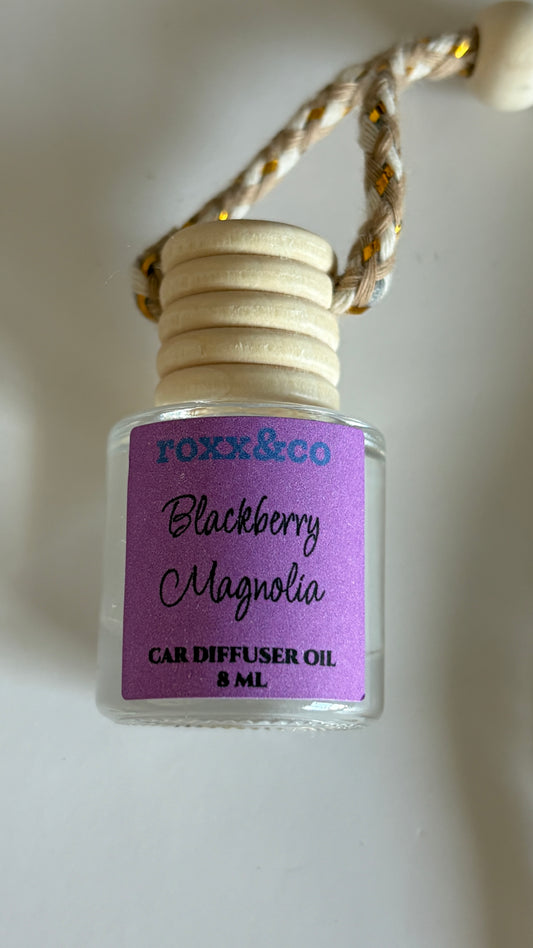 roxx&co
Blackberry
Magnolia
CAR DIFFUSER OIL
8 ML